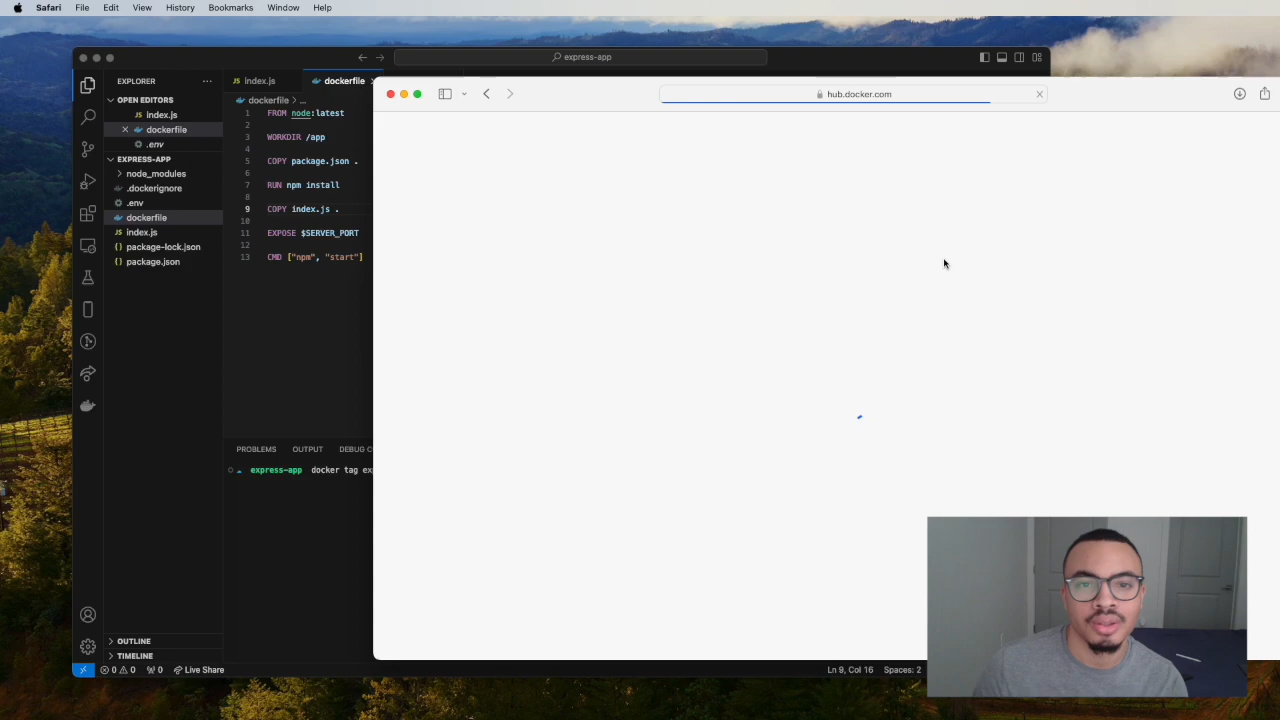 Safari File Edit View History Bookmarks Window Help
express-app
EXPLORER
OPEN EDITORS
index.js
dockerfile
.env
EXPRESS-APP
node_modules
.dockerignore
.env
dockerfile
index.js
package-lock.json
package.json
OUTLINE
TIMELINE
index.js dockerfile
dockerfile > ...
1 FROM node:latest
2
3 WORKDIR /app
4
5 COPY package.json .
6
7 RUN npm install
8
9 COPY index.js .
10
11 EXPOSE $SERVER_PORT
12
13 CMD ["npm", "start"]
PROBLEMS OUTPUT DEBUG C
express-app docker tag ex
hub.docker.com
0 0 0 Live Share
Ln 9, Col 16 Spaces: 2